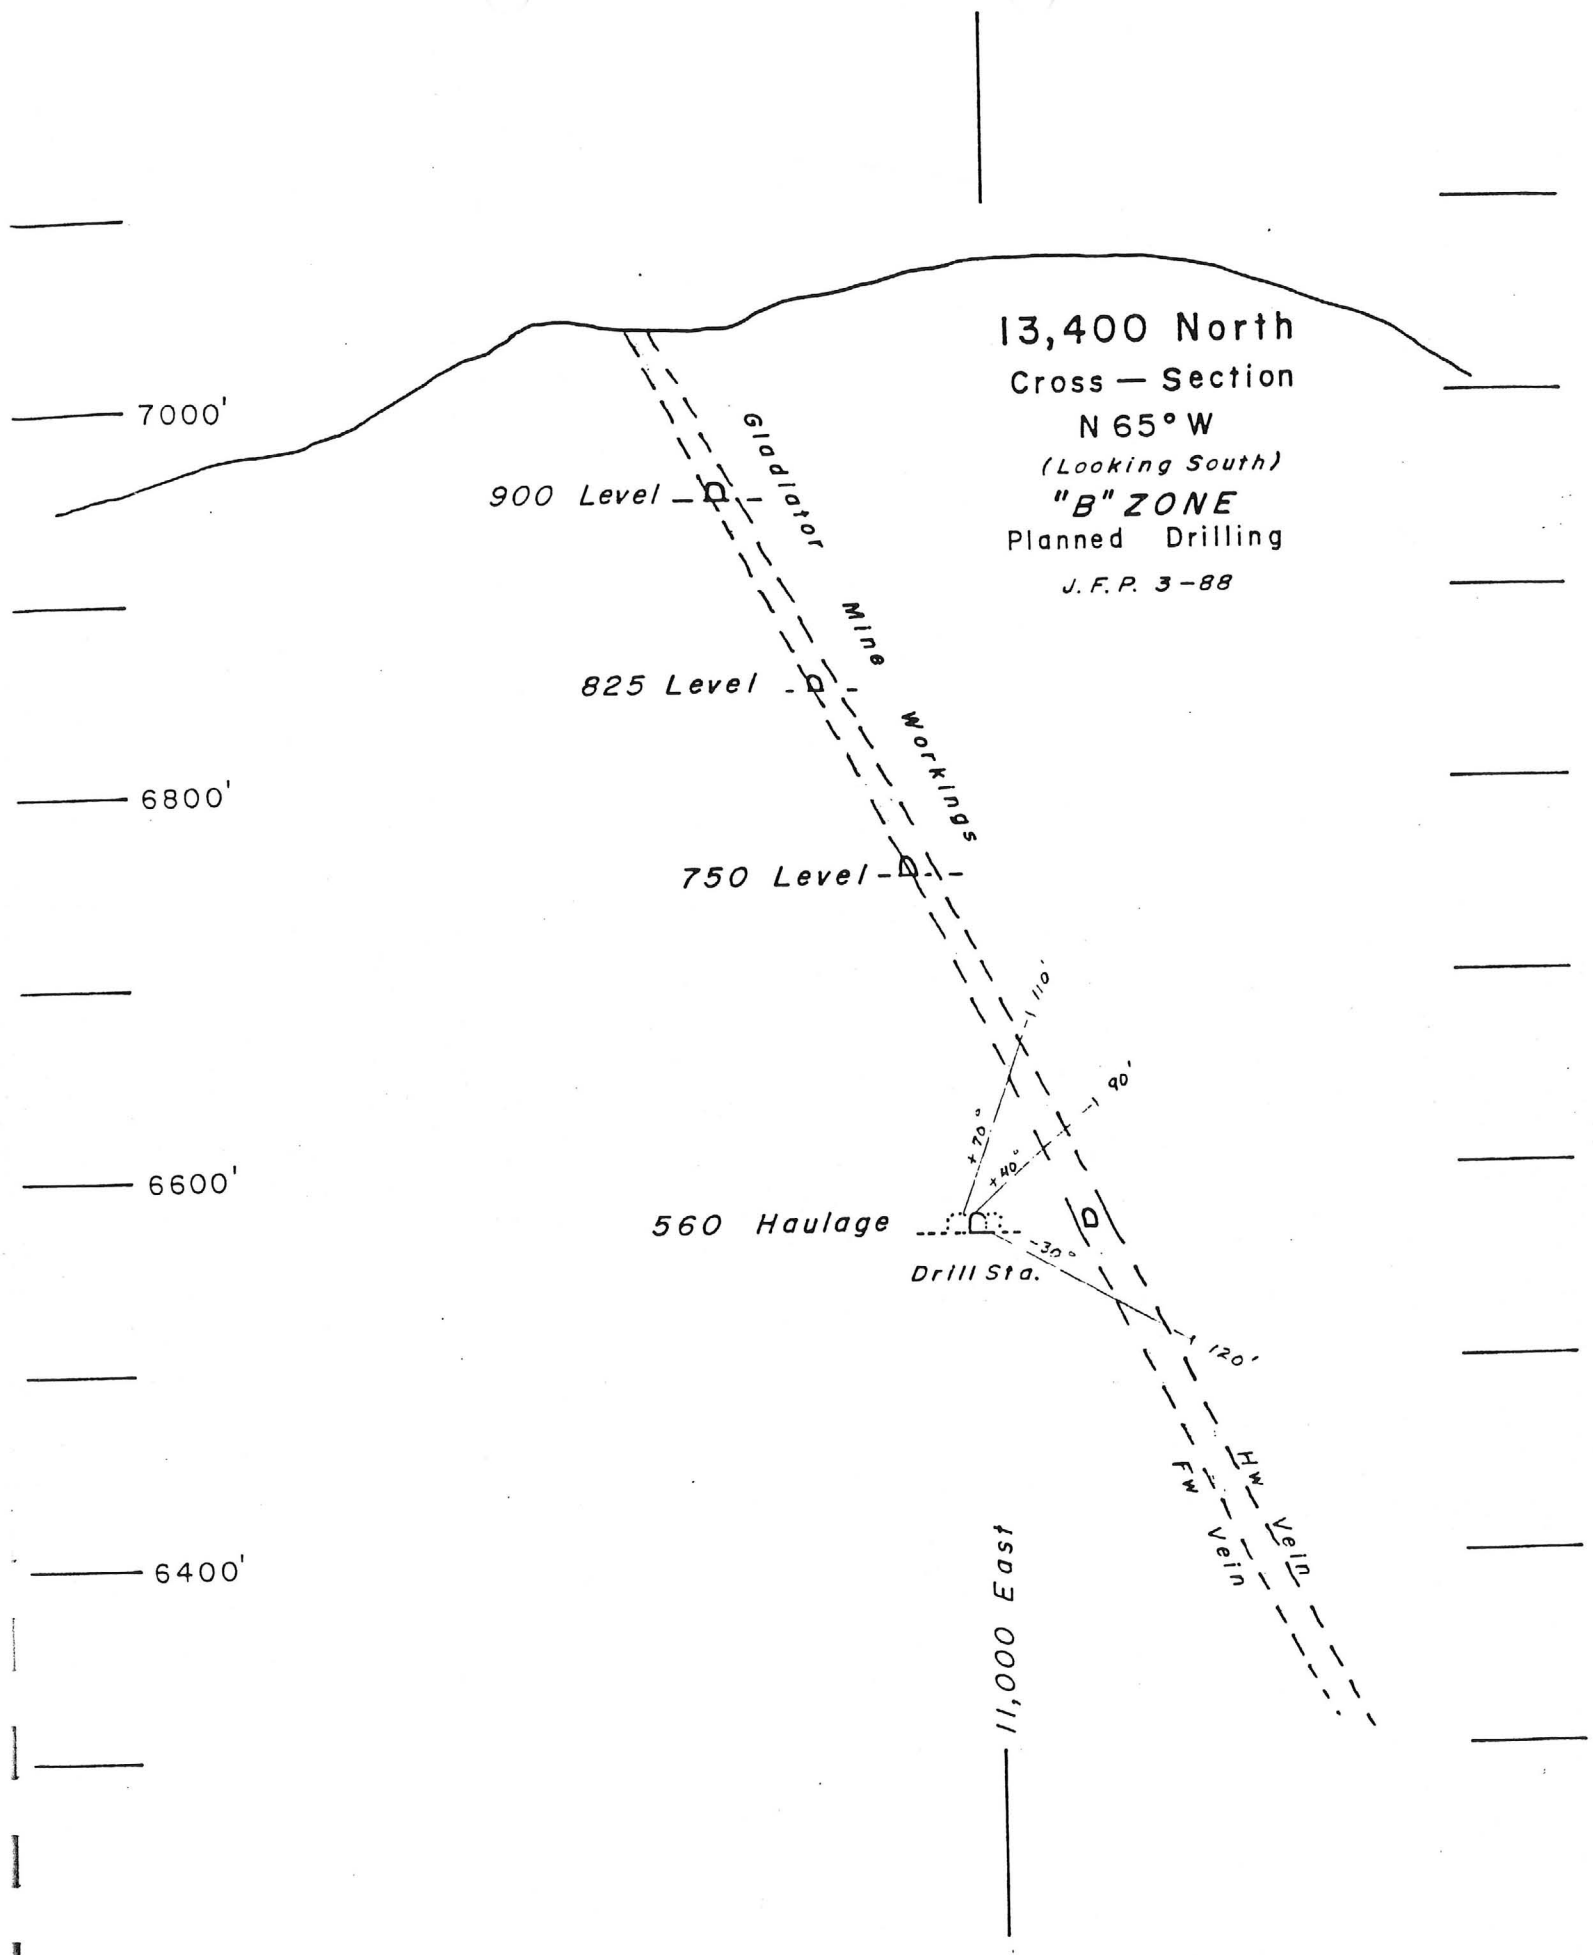 13,400 North
Cross — Section
N 65° W
(Looking South)
"B" ZONE
Planned Drilling
J. F. P. 3-88
7000'
6800'
6600'
6400'
Gladiator Mine Workings
900 Level
825 Level
750 Level
110'
90'
+70°
+40°
560 Haulage
-30°
Drill Sta.
120'
HW Vein
FW Vein
11,000 East